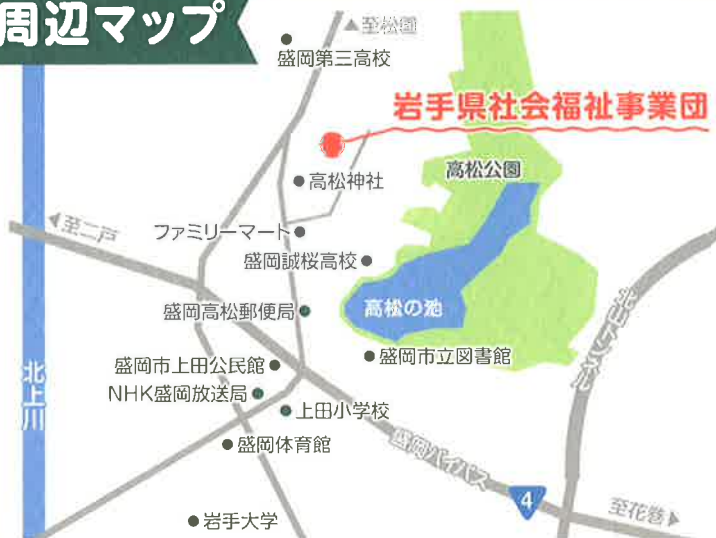 周辺マップ
▲至松園
盛岡第三高校
岩手県社会福祉事業団
高松公園
高松神社
◀至二戸
ファミリーマート
盛岡誠桜高校
盛岡高松郵便局
高松の池
北山トンネル
盛岡市立図書館
盛岡市上田公民館
北上川
NHK盛岡放送局
上田小学校
盛岡体育館
盛岡バイパス
4
至花巻▶
岩手大学